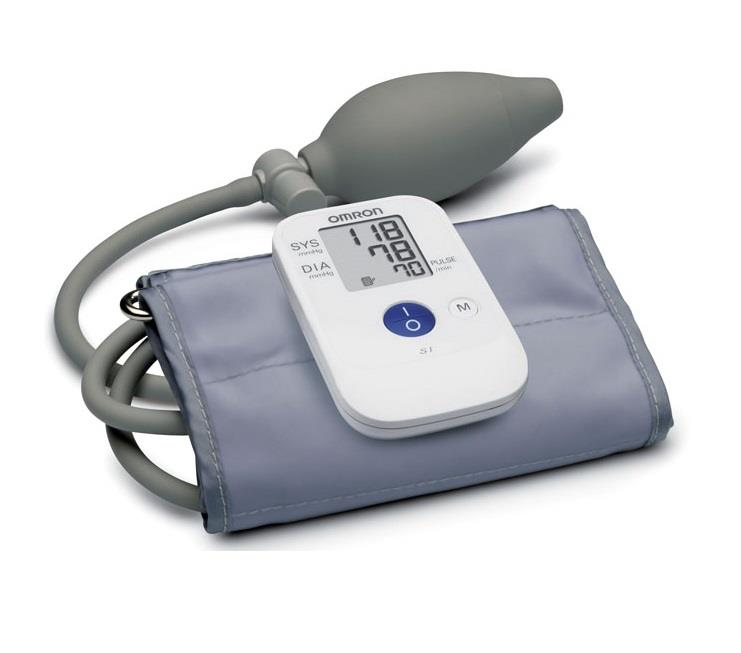 OMRON
SYS
mmHg
118
DIA
mmHg
78
70
PULSE
/min
I
O
M
S1